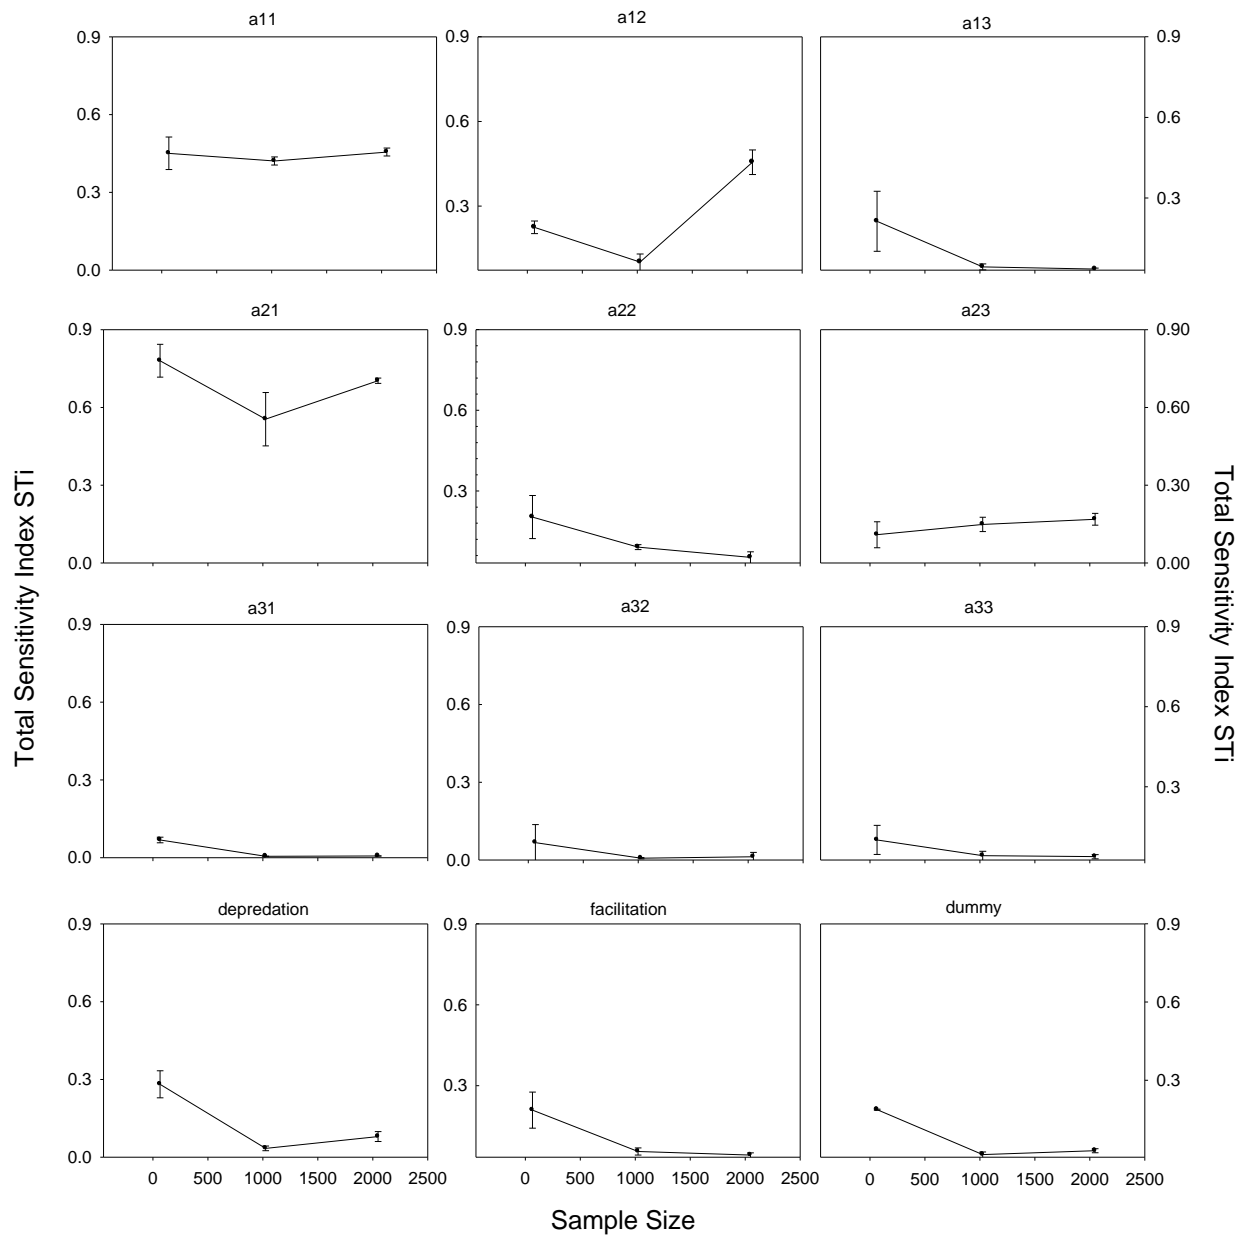 a11 a12 a13
0.9 0.9
0.6 0.6 0.6
0.3 0.3 0.3
0.0
a21 a22 a23
0.9 0.9 0.90
0.6 0.6 0.60
0.3 0.3 0.30
0.0 0.00
Total Sensitivity Index STi
Total Sensitivity Index STi
a31 a32 a33
0.9 0.9 0.9
0.6 0.6 0.6
0.3 0.3 0.3
0.0 0.0
depredation facilitation dummy
0.9 0.9 0.9
0.6 0.6 0.6
0.3 0.3 0.3
0.0
0 500 1000 1500 2000 2500 0 500 1000 1500 2000 0 500 1000 1500 2000 2500
Sample Size